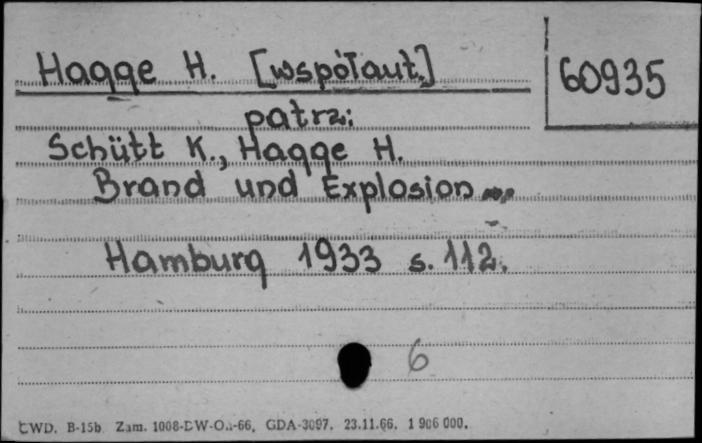 Hagge H. [współaut.]
60935
patrz:
Schütt K., Hagge H.
Brand und Explosion ...
Hamburg 1933 s. 112.
6
CWD. B-15b Zam. 1008-DW-O.-66, GDA-3097. 23.11.66. 1 906 000.